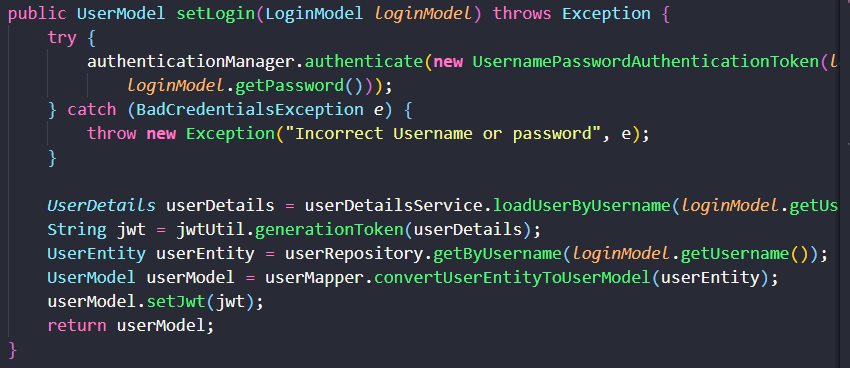 public UserModel setLogin(LoginModel loginModel) throws Exception {
try {
authenticationManager.authenticate(new UsernamePasswordAuthenticationToken(l
loginModel.getPassword()));
} catch (BadCredentialsException e) {
throw new Exception("Incorrect Username or password", e);
}
UserDetails userDetails = userDetailsService.loadUserByUsername(loginModel.getUs
String jwt = jwtUtil.generationToken(userDetails);
UserEntity userEntity = userRepository.getByUsername(loginModel.getUsername());
UserModel userModel = userMapper.convertUserEntityToUserModel(userEntity);
userModel.setJwt(jwt);
return userModel;
}